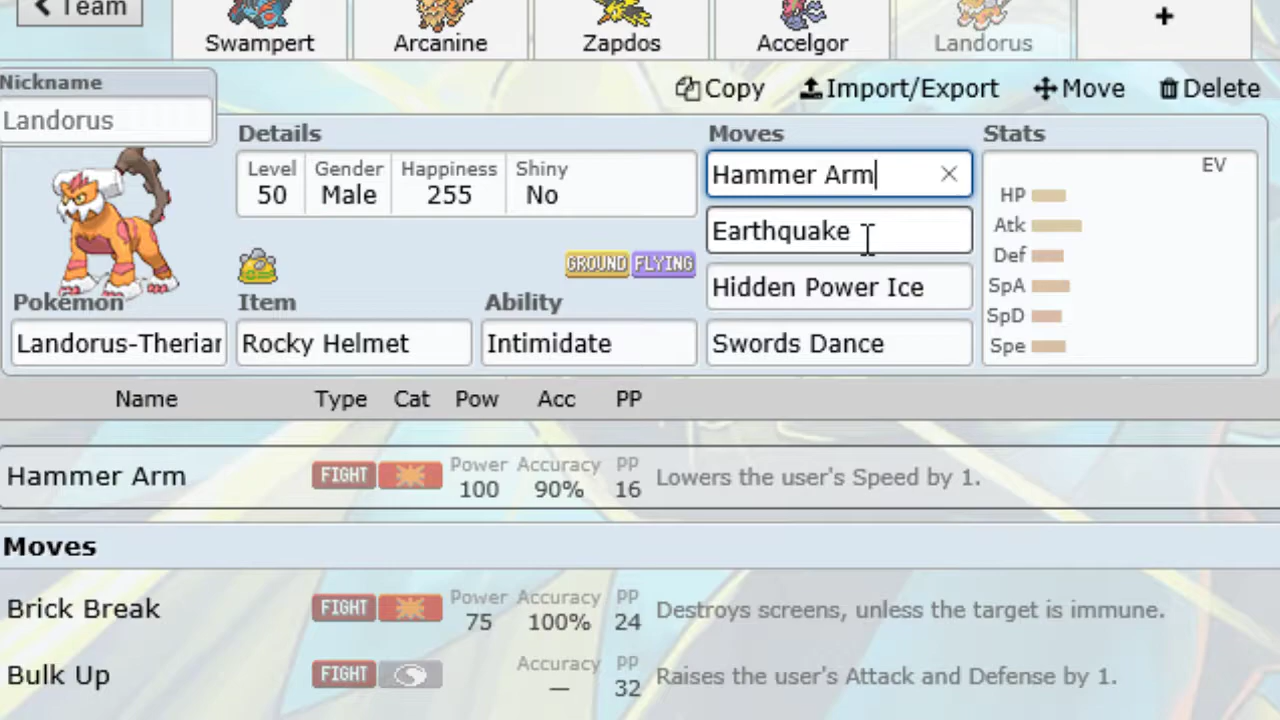 Team
Swampert
Arcanine
Zapdos
Accelgor
Landorus
+
Nickname
Landorus
Copy
Import/Export
Move
Delete
Details
Level
50
Gender
Male
Happiness
255
Shiny
No
GROUND
FLYING
Pokémon
Landorus-Therian
Item
Rocky Helmet
Ability
Intimidate
Moves
Hammer Arm
Earthquake
Hidden Power Ice
Swords Dance
Stats
EV
HP
Atk
Def
SpA
SpD
Spe
Name Type Cat Pow Acc PP
Hammer Arm FIGHT Power 100 Accuracy 90% PP 16 Lowers the user's Speed by 1.
Moves
Brick Break FIGHT Power 75 Accuracy 100% PP 24 Destroys screens, unless the target is immune.
Bulk Up FIGHT Accuracy — PP 32 Raises the user's Attack and Defense by 1.